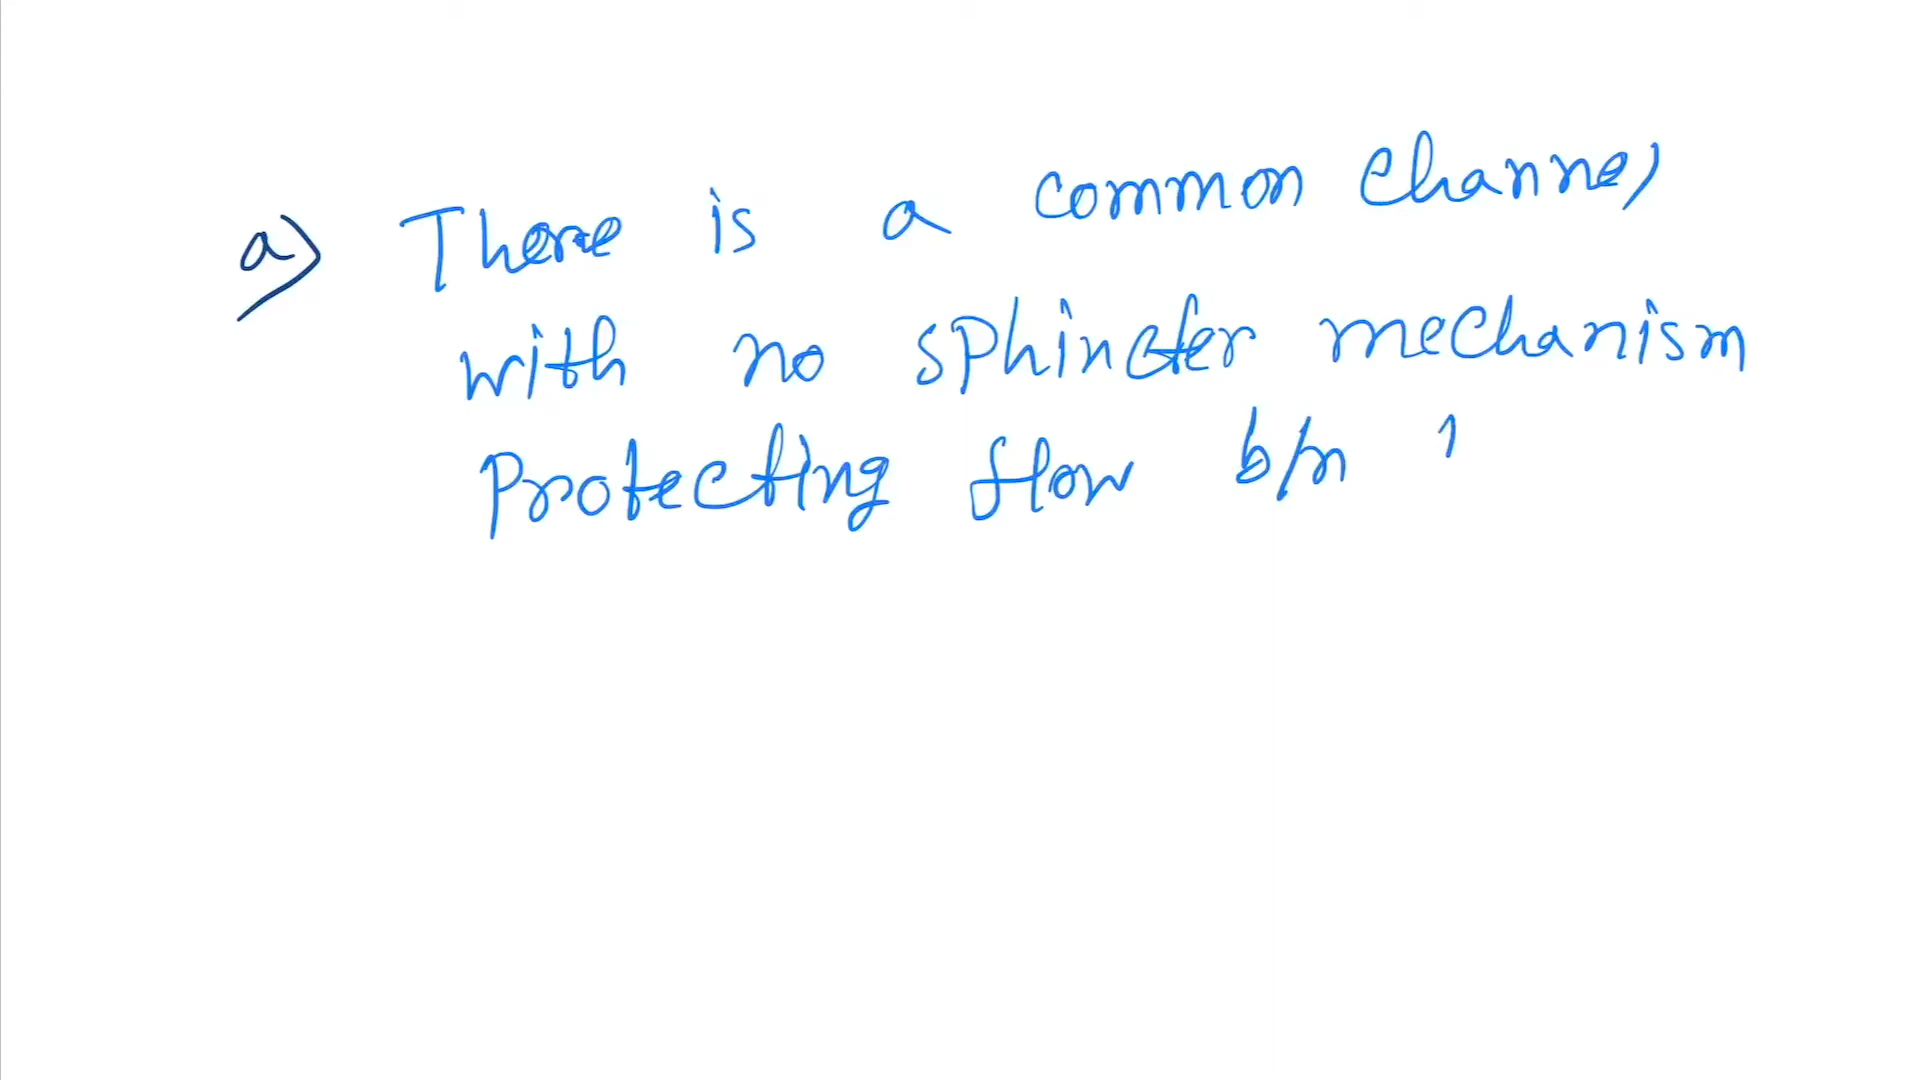 a) There is a common channel
with no sphincter mechanism
Protecting flow b/n